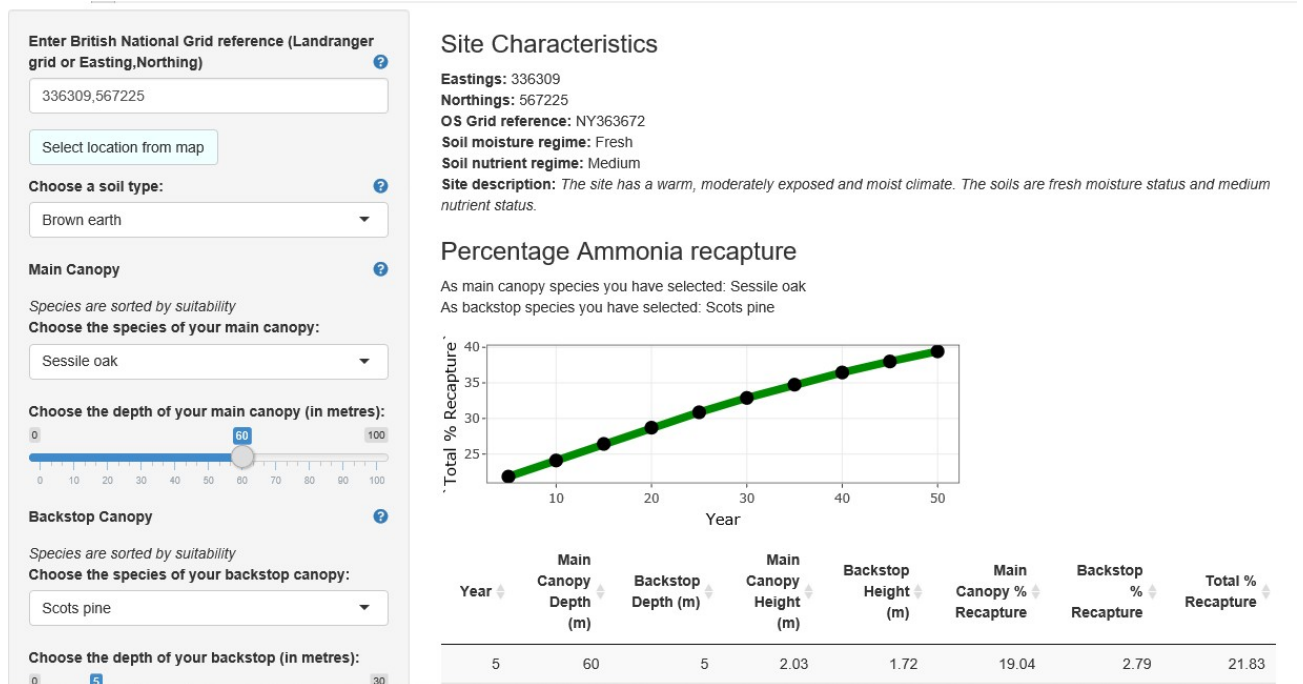 Enter British National Grid reference (Landranger
grid or Easting,Northing)
?
336309,567225
Select location from map
Choose a soil type:
?
Brown earth
Main Canopy
?
Species are sorted by suitability
Choose the species of your main canopy:
Sessile oak
Choose the depth of your main canopy (in metres):
0 60 100
0 10 20 30 40 50 60 70 80 90 100
Backstop Canopy
?
Species are sorted by suitability
Choose the species of your backstop canopy:
Scots pine
Choose the depth of your backstop (in metres):
0 5 30
Site Characteristics
Eastings: 336309
Northings: 567225
OS Grid reference: NY363672
Soil moisture regime: Fresh
Soil nutrient regime: Medium
Site description: The site has a warm, moderately exposed and moist climate. The soils are fresh moisture status and medium
nutrient status.
Percentage Ammonia recapture
As main canopy species you have selected: Sessile oak
As backstop species you have selected: Scots pine
`Total % Recapture`
40
35
30
25
10 20 30 40 50
Year
Year
Main
Canopy
Depth
(m)
Backstop
Depth (m)
Main
Canopy
Height
(m)
Backstop
Height
(m)
Main
Canopy %
Recapture
Backstop
%
Recapture
Total %
Recapture
5 60 5 2.03 1.72 19.04 2.79 21.83